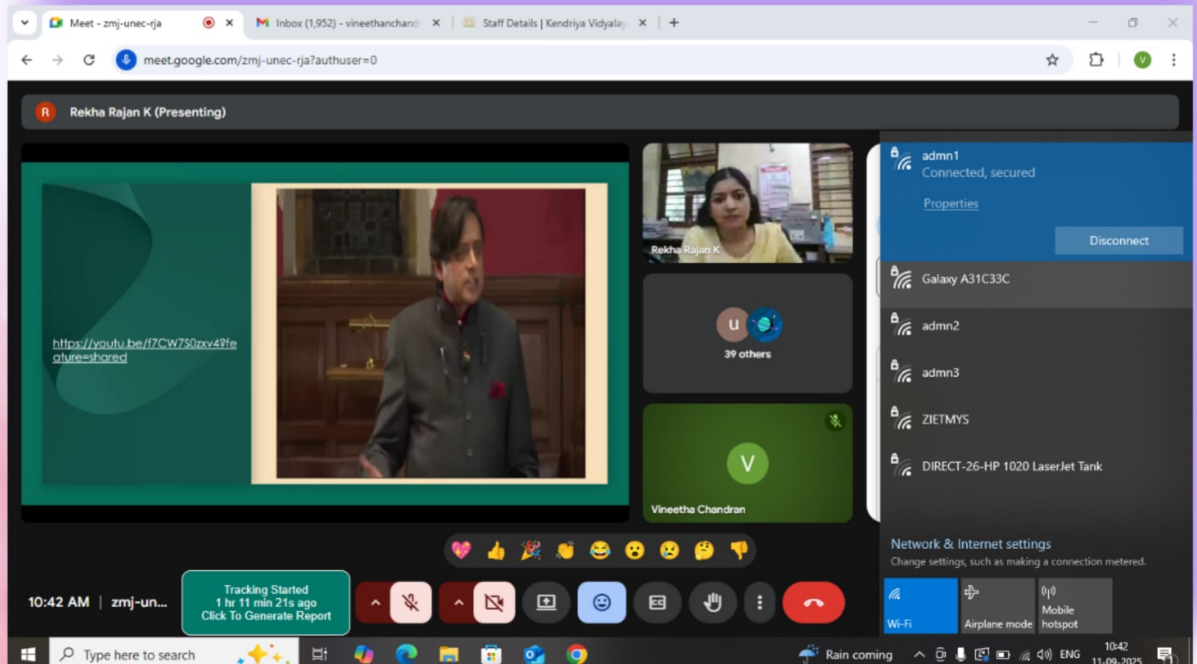 Meet - zmj-unec-rja
Inbox (1,952) - vineethanchand
Staff Details | Kendriya Vidyalay
meet.google.com/zmj-unec-rja?authuser=0
V
R Rekha Rajan K (Presenting)
https://youtu.be/f7CW7S0zxv4?fe
ature=shared
Rekha Rajan K
u
39 others
V
Vineetha Chandran
admn1
Connected, secured
Properties
Disconnect
Galaxy A31C33C
admn2
admn3
ZIETMYS
DIRECT-26-HP 1020 LaserJet Tank
Network & Internet settings
Change settings, such as making a connection metered.
Wi-Fi
Airplane mode
Mobile
hotspot
10:42 AM | zmj-un...
Tracking Started
1 hr 11 min 21s ago
Click To Generate Report
Type here to search
Rain coming
ENG
10:42
11-09-2025